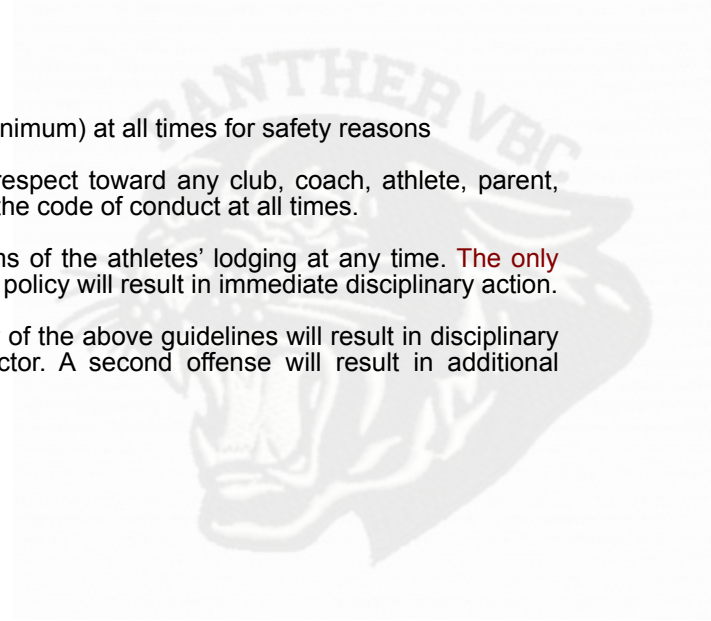 PANTHER VBC
nimum) at all times for safety reasons
respect toward any club, coach, athlete, parent,
the code of conduct at all times.
ns of the athletes’ lodging at any time. The only
policy will result in immediate disciplinary action.
of the above guidelines will result in disciplinary
ctor. A second offense will result in additional